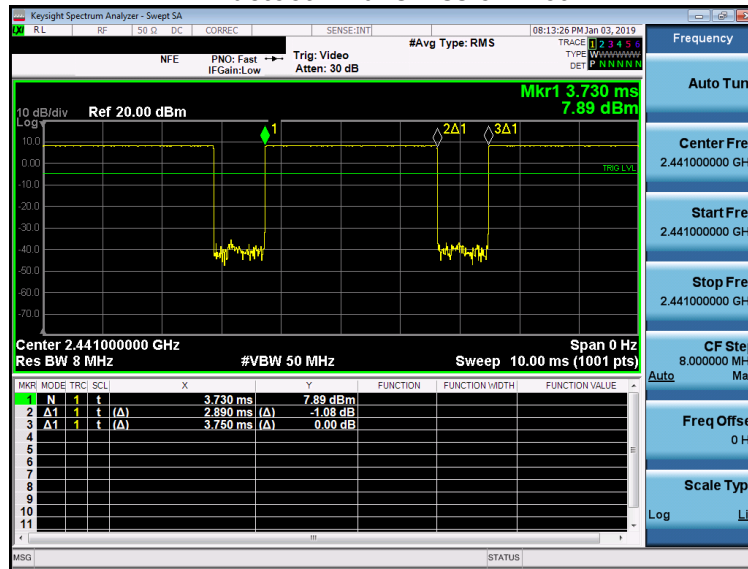 Keysight Spectrum Analyzer - Swept SA
LXI RL RF 50 Ω DC CORREC SENSE:INT 08:13:26 PM Jan 03, 2019
#Avg Type: RMS
TRACE 1 2 3 4 5 6
TYPE WWWWWW
DET P N N N N N
NFE PNO: Fast Trig: Video
IFGain:Low Atten: 30 dB
Mkr1 3.730 ms
7.89 dBm
10 dB/div Ref 20.00 dBm
Log
1 2Δ1 3Δ1
10.0
0.00
TRIG LVL
-10.0
-20.0
-30.0
-40.0
-50.0
-60.0
-70.0
Center 2.441000000 GHz Span 0 Hz
Res BW 8 MHz #VBW 50 MHz Sweep 10.00 ms (1001 pts)
MKR MODE TRC SCL X Y FUNCTION FUNCTION WIDTH FUNCTION VALUE
1 N 1 t 3.730 ms 7.89 dBm
2 Δ1 1 t (Δ) 2.890 ms (Δ) -1.08 dB
3 Δ1 1 t (Δ) 3.750 ms (Δ) 0.00 dB
4
5
6
7
8
9
10
11
MSG STATUS
Frequency
Auto Tun
Center Fre
2.441000000 GH
Start Fre
2.441000000 GH
Stop Fre
2.441000000 GH
CF Ste
8.000000 MH
Auto Ma
Freq Offse
0 H
Scale Typ
Log Li